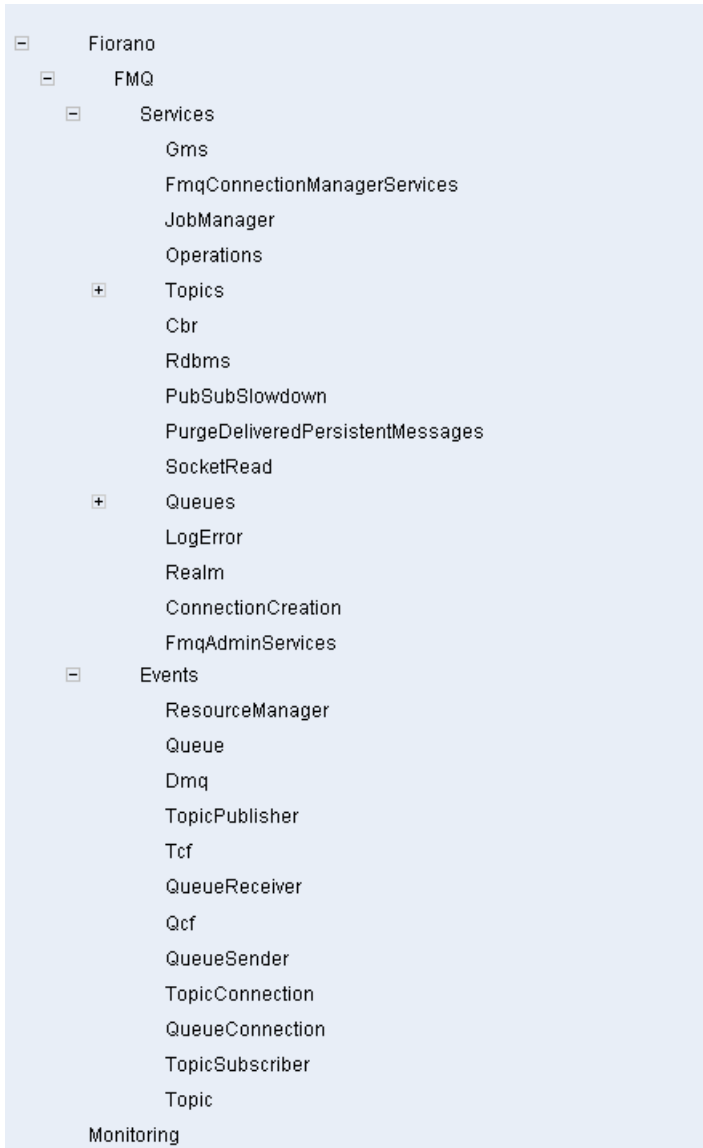 Fiorano
FMQ
Services
Gms
FmqConnectionManagerServices
JobManager
Operations
Topics
Cbr
Rdbms
PubSubSlowdown
PurgeDeliveredPersistentMessages
SocketRead
Queues
LogError
Realm
ConnectionCreation
FmqAdminServices
Events
ResourceManager
Queue
Dmq
TopicPublisher
Tcf
QueueReceiver
Qcf
QueueSender
TopicConnection
QueueConnection
TopicSubscriber
Topic
Monitoring